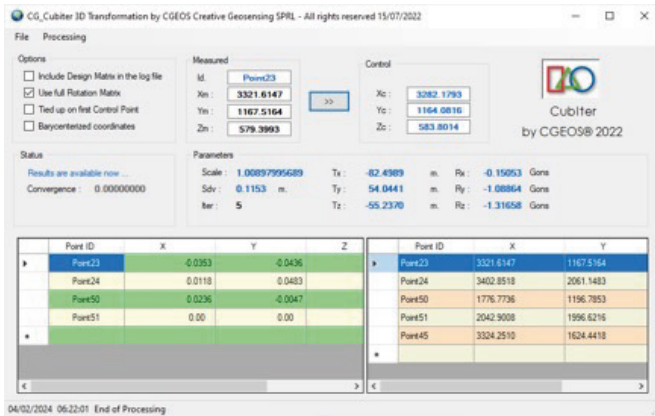 CG_Cubiter 3D Transformation by CGEOS Creative Geosensing SPRL - All rights reserved 15/07/2022
File Processing
Options
Include Design Matrix in the log file
Use full Rotation Matrix
Tied up on first Control Point
Barycenterized coordinates
Measured
Id. Point23
Xm : 3321.6147
Ym : 1167.5164
Zm : 579.3993
>>
Control
Xc : 3282.1793
Yc : 1164.0816
Zc : 583.8014
CubIter
by CGEOS® 2022
Status
Results are available now ...
Convergence : 0.00000000
Parameters
Scale : 1.00897995689 Tx : -82.4989 m. Rx : -0.15053 Gons
Sdv : 0.1153 m. Ty : 54.0441 m. Ry : -1.08864 Gons
Iter : 5 Tz : -55.2370 m. Rz : -1.31658 Gons
Point ID X Y Z
Point23 -0.0353 -0.0436
Point24 0.0118 0.0483
Point50 0.0236 -0.0047
Point51 0.00 0.00
Point ID X Y
Point23 3321.6147 1167.5164
Point24 3402.8518 2061.1483
Point50 1776.7736 1196.7853
Point51 2042.9008 1996.6216
Point45 3324.2510 1624.4418
04/02/2024 06:22:01 End of Processing